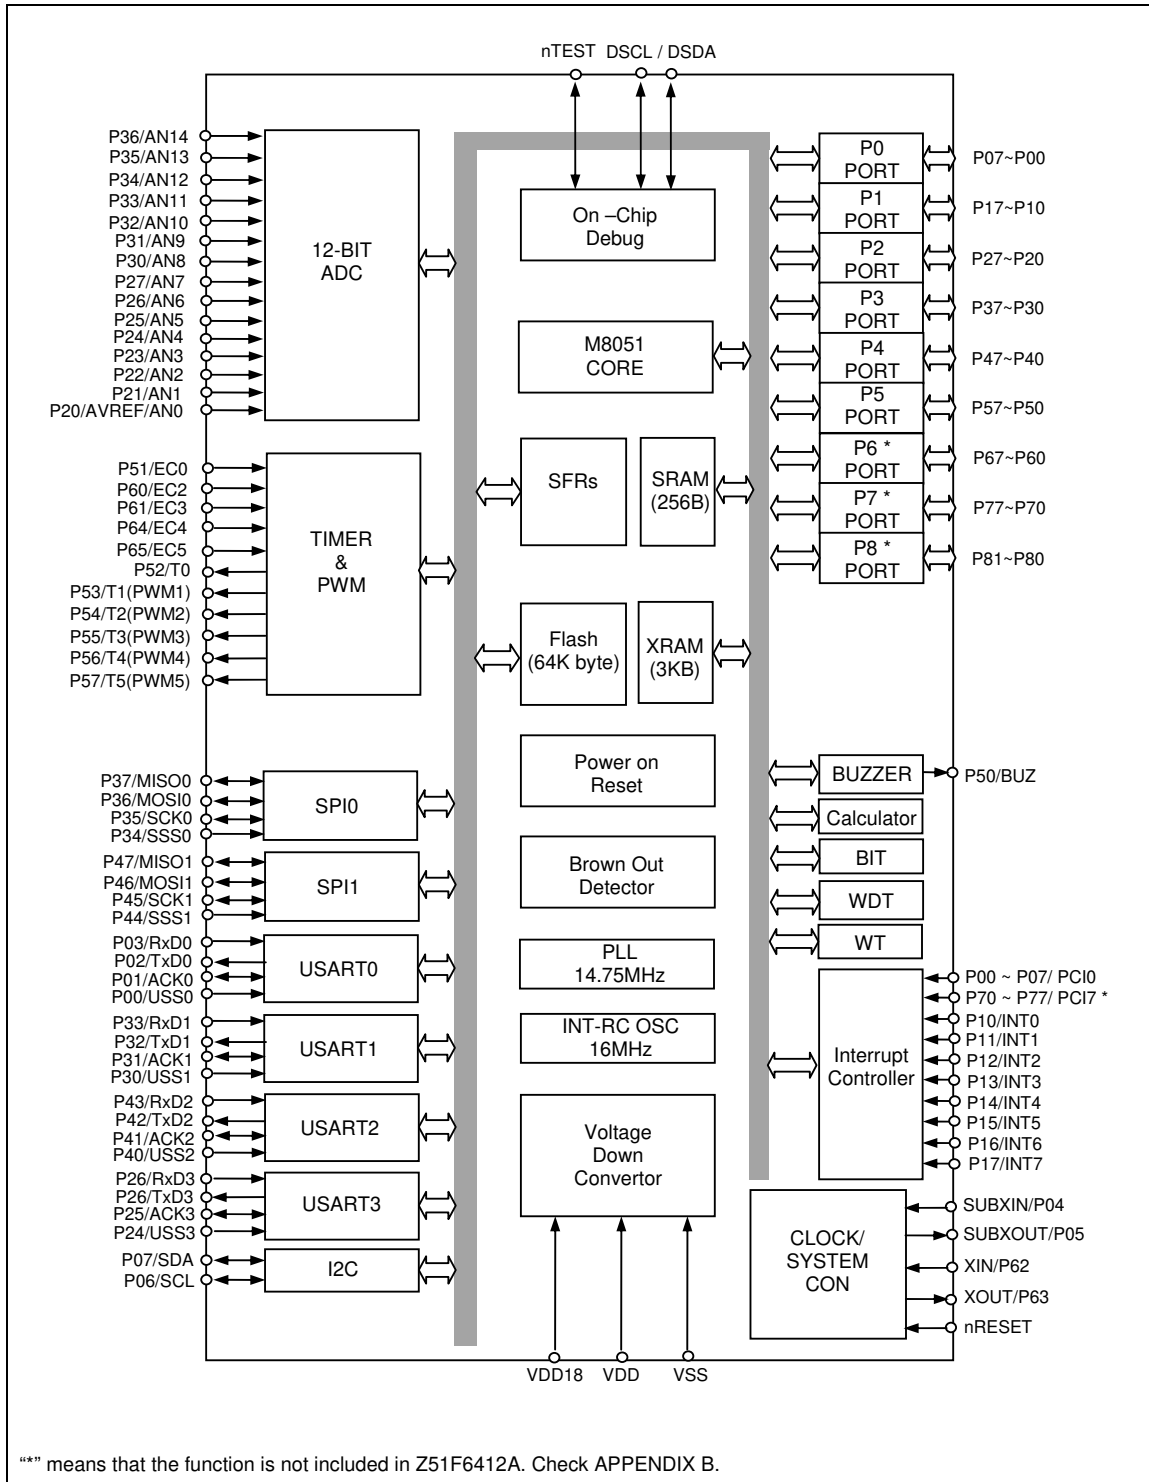 nTEST DSCL / DSDA
P36/AN14
P35/AN13
P34/AN12
P33/AN11
P32/AN10
P31/AN9
P30/AN8
P27/AN7
P26/AN6
P25/AN5
P24/AN4
P23/AN3
P22/AN2
P21/AN1
P20/AVREF/AN0
12-BIT
ADC
P51/EC0
P60/EC2
P61/EC3
P64/EC4
P65/EC5
P52/T0
P53/T1(PWM1)
P54/T2(PWM2)
P55/T3(PWM3)
P56/T4(PWM4)
P57/T5(PWM5)
TIMER
&
PWM
P37/MISO0
P36/MOSI0
P35/SCK0
P34/SSS0
SPI0
P47/MISO1
P46/MOSI1
P45/SCK1
P44/SSS1
SPI1
P03/RxD0
P02/TxD0
P01/ACK0
P00/USS0
USART0
P33/RxD1
P32/TxD1
P31/ACK1
P30/USS1
USART1
P43/RxD2
P42/TxD2
P41/ACK2
P40/USS2
USART2
P26/RxD3
P26/TxD3
P25/ACK3
P24/USS3
USART3
P07/SDA
P06/SCL
I2C
On –Chip
Debug
M8051
CORE
SFRs
SRAM
(256B)
Flash
(64K byte)
XRAM
(3KB)
Power on
Reset
Brown Out
Detector
PLL
14.75MHz
INT-RC OSC
16MHz
Voltage
Down
Convertor
VDD18 VDD VSS
P0
PORT
P07~P00
P1
PORT
P17~P10
P2
PORT
P27~P20
P3
PORT
P37~P30
P4
PORT
P47~P40
P5
PORT
P57~P50
P6 *
PORT
P67~P60
P7 *
PORT
P77~P70
P8 *
PORT
P81~P80
BUZZER
P50/BUZ
Calculator
BIT
WDT
WT
Interrupt
Controller
P00 ~ P07/ PCI0
P70 ~ P77/ PCI7 *
P10/INT0
P11/INT1
P12/INT2
P13/INT3
P14/INT4
P15/INT5
P16/INT6
P17/INT7
CLOCK/
SYSTEM
CON
SUBXIN/P04
SUBXOUT/P05
XIN/P62
XOUT/P63
nRESET
“*” means that the function is not included in Z51F6412A. Check APPENDIX B.